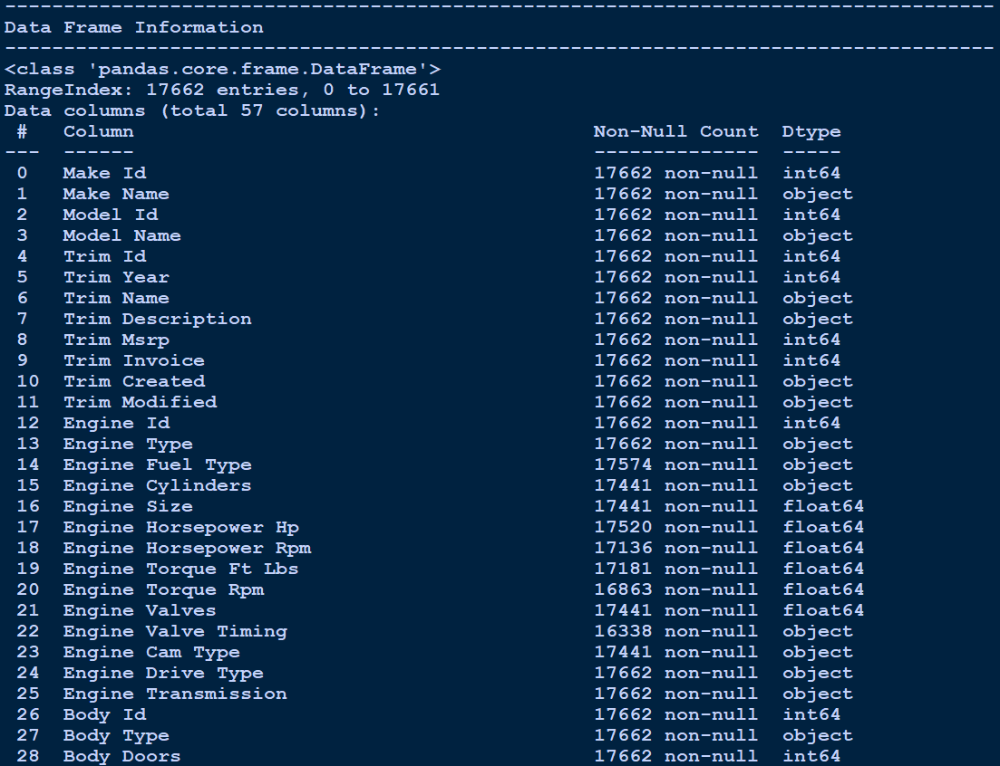 ------------------------------------------------------------------------------------
Data Frame Information
------------------------------------------------------------------------------------
<class 'pandas.core.frame.DataFrame'>
RangeIndex: 17662 entries, 0 to 17661
Data columns (total 57 columns):
 #   Column                                       Non-Null Count  Dtype
---  ------                                       --------------  -----
 0   Make Id                                      17662 non-null  int64
 1   Make Name                                    17662 non-null  object
 2   Model Id                                     17662 non-null  int64
 3   Model Name                                   17662 non-null  object
 4   Trim Id                                      17662 non-null  int64
 5   Trim Year                                    17662 non-null  int64
 6   Trim Name                                    17662 non-null  object
 7   Trim Description                             17662 non-null  object
 8   Trim Msrp                                    17662 non-null  int64
 9   Trim Invoice                                 17662 non-null  int64
 10  Trim Created                                 17662 non-null  object
 11  Trim Modified                                17662 non-null  object
 12  Engine Id                                    17662 non-null  int64
 13  Engine Type                                  17662 non-null  object
 14  Engine Fuel Type                             17574 non-null  object
 15  Engine Cylinders                             17441 non-null  object
 16  Engine Size                                  17441 non-null  float64
 17  Engine Horsepower Hp                         17520 non-null  float64
 18  Engine Horsepower Rpm                        17136 non-null  float64
 19  Engine Torque Ft Lbs                         17181 non-null  float64
 20  Engine Torque Rpm                            16863 non-null  float64
 21  Engine Valves                                17441 non-null  float64
 22  Engine Valve Timing                          16338 non-null  object
 23  Engine Cam Type                              17441 non-null  object
 24  Engine Drive Type                            17662 non-null  object
 25  Engine Transmission                          17662 non-null  object
 26  Body Id                                      17662 non-null  int64
 27  Body Type                                    17662 non-null  object
 28  Body Doors                                   17662 non-null  int64